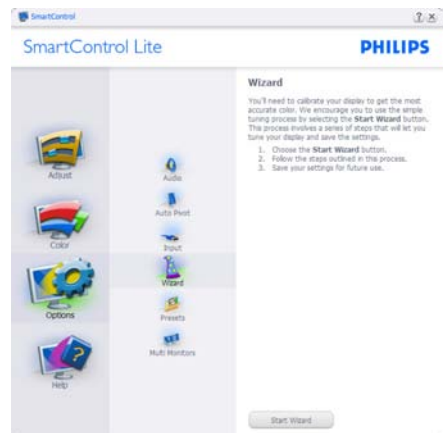 SmartControl
SmartControl Lite
PHILIPS
Adjust
Color
Options
Help
Audio
Auto Pivot
Input
Wizard
Presets
Multi Monitors
Wizard
You'll need to calibrate your display to get the most
accurate color. We encourage you to use the simple
tuning process by selecting the Start Wizard button.
This process involves a series of steps that will let you
tune your display and save the settings.
1. Choose the Start Wizard button.
2. Follow the steps outlined in this process.
3. Save your settings for future use.
Start Wizard